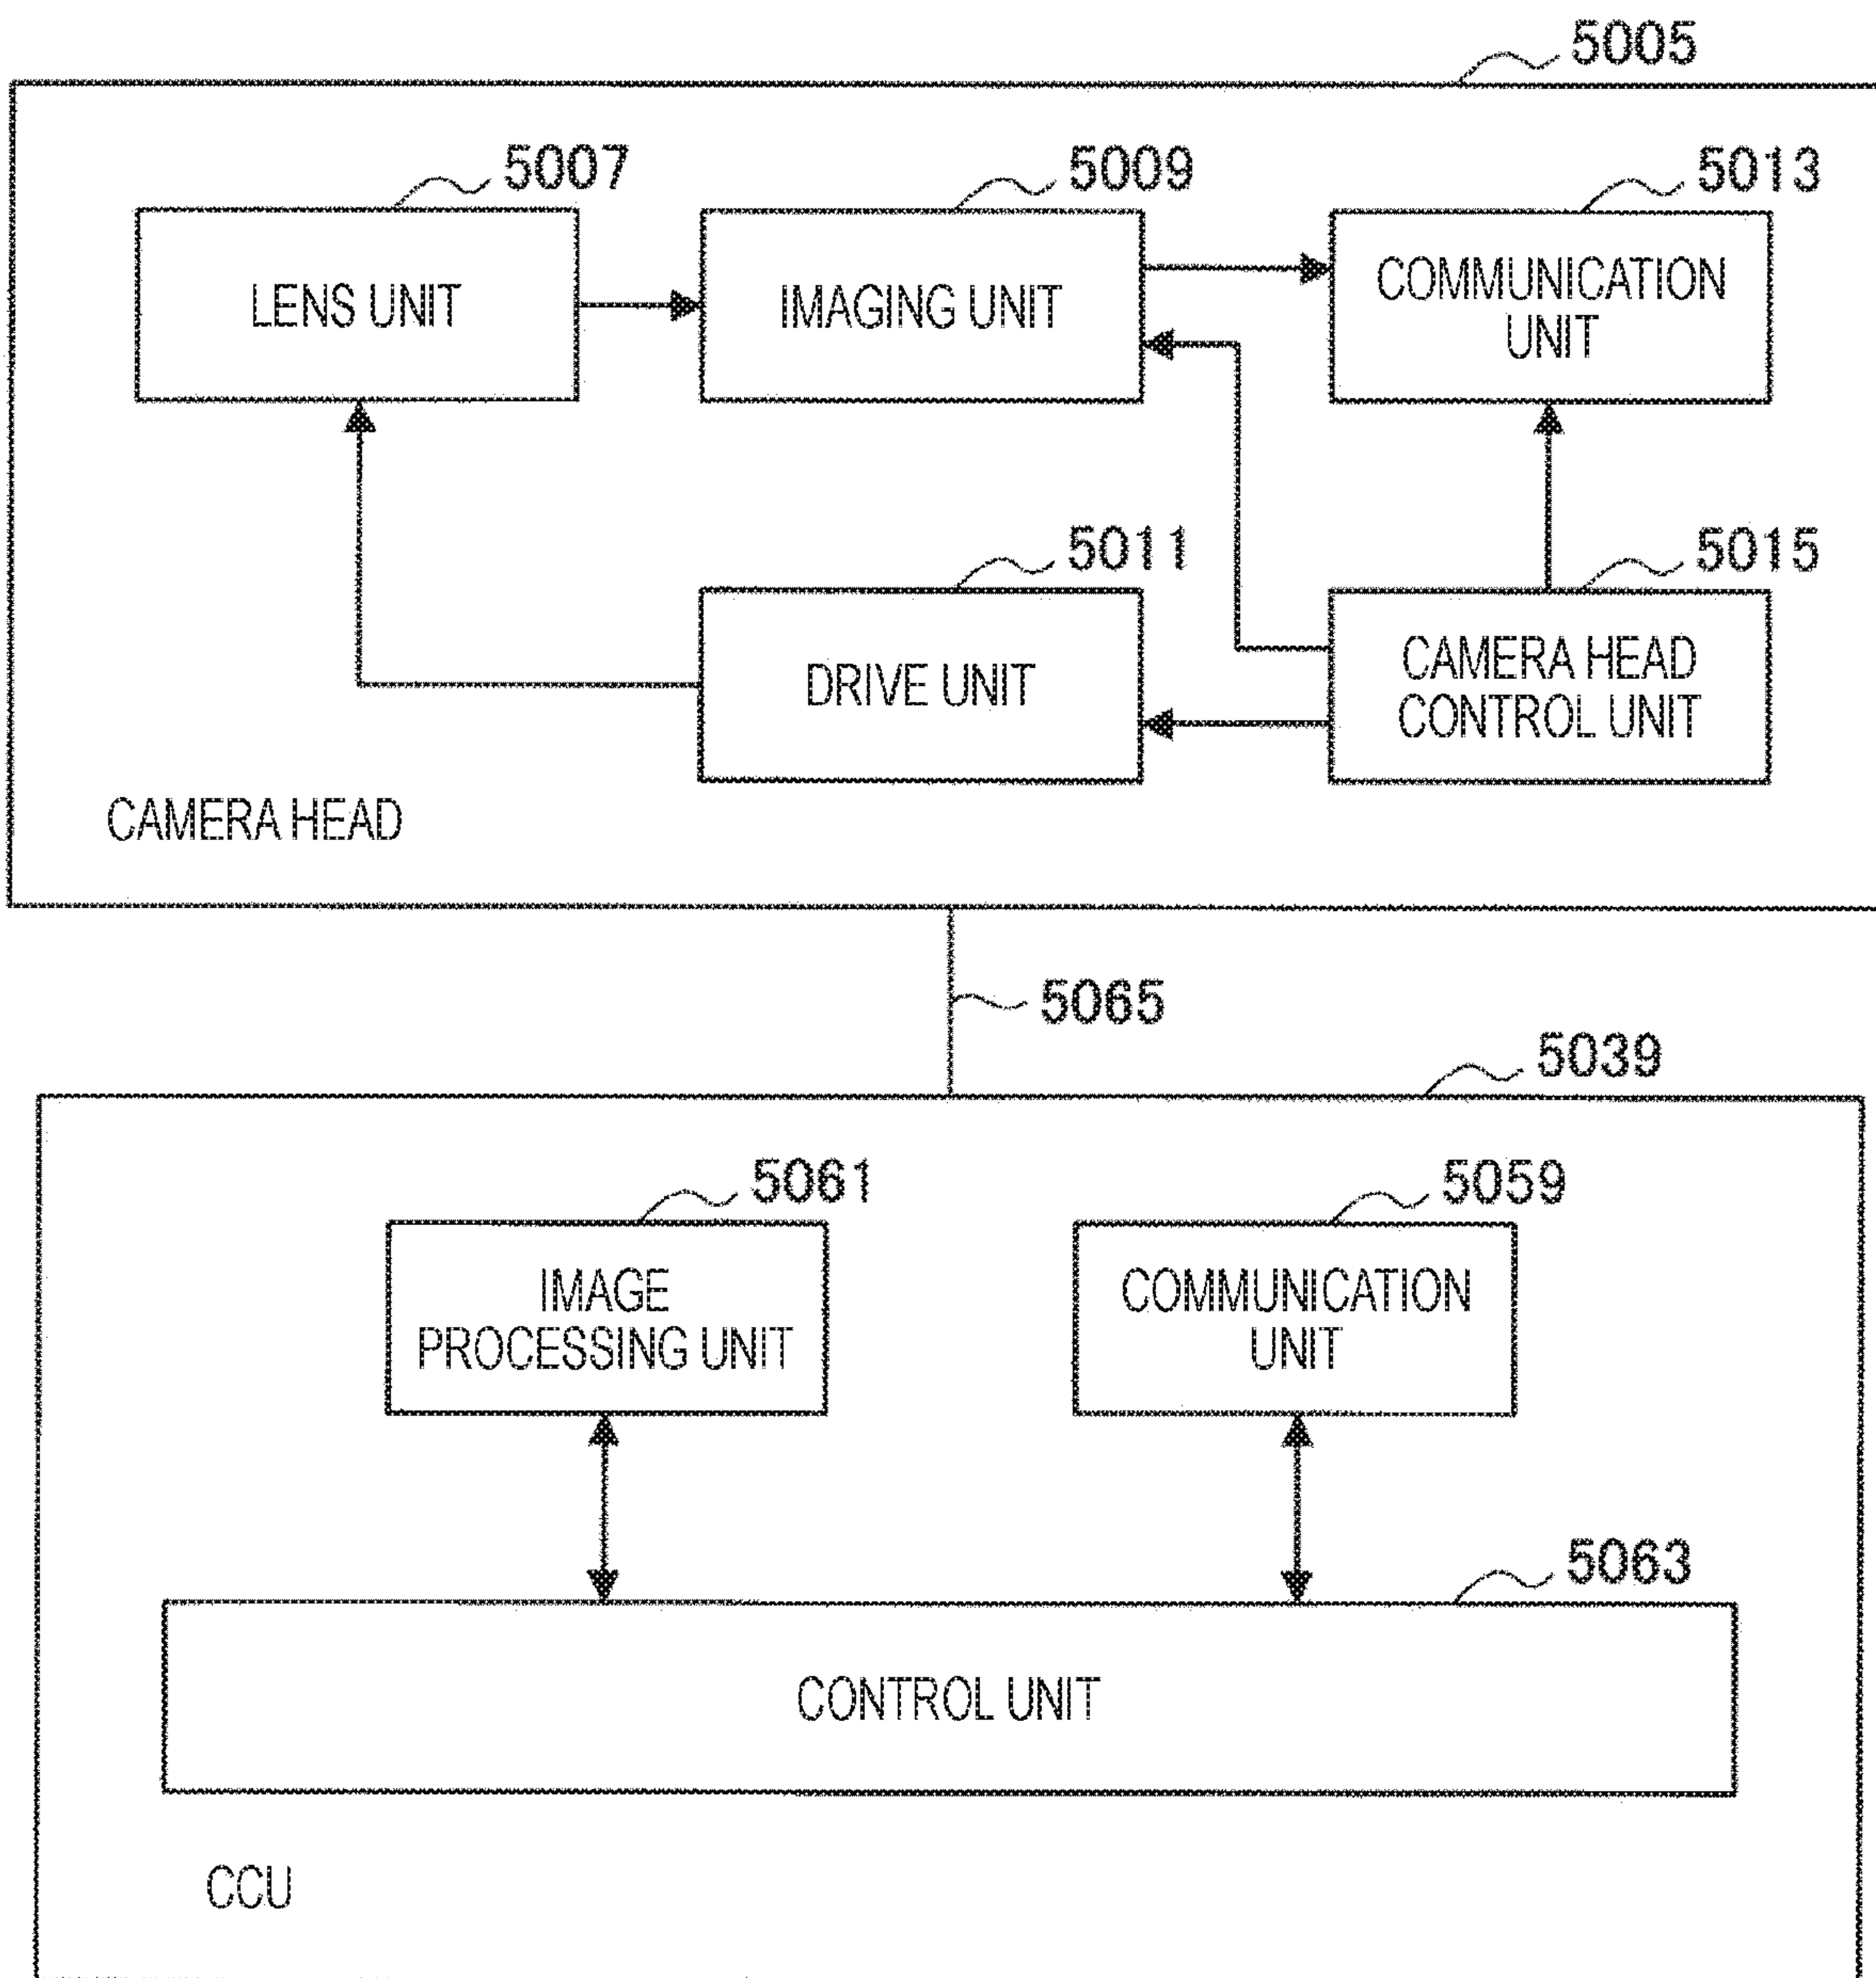 5005
5007
5009
5013
LENS UNIT
IMAGING UNIT
COMMUNICATION
UNIT
5011
5015
DRIVE UNIT
CAMERA HEAD
CONTROL UNIT
CAMERA HEAD
5065
5039
5061
5059
IMAGE
PROCESSING UNIT
COMMUNICATION
UNIT
5063
CONTROL UNIT
CCU